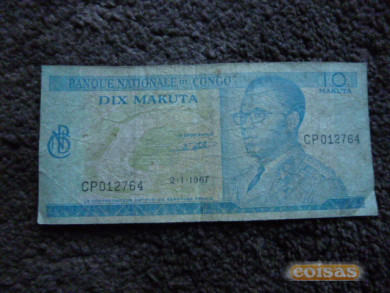 BANQUE NATIONALE DU CONGO
10
MAKUTA
DIX MAKUTA
CP012764
CP012764
2-1-1967
coisas